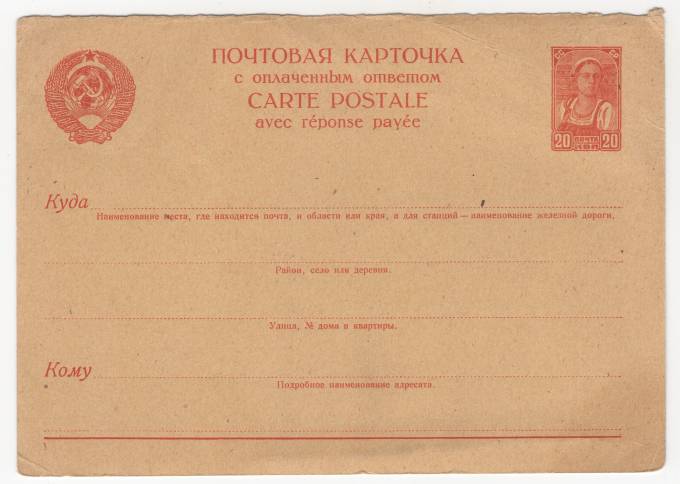 ПОЧТОВАЯ КАРТОЧКА
с оплаченным ответом
CARTE POSTALE
avec réponse payée
20 ПОЧТА 20
КОП
Куда
Наименование места, где находится почта, и области или края, а для станций — наименование железной дороги.
Район, село или деревня.
Улица, № дома и квартиры.
Кому
Подробное наименование адресата.